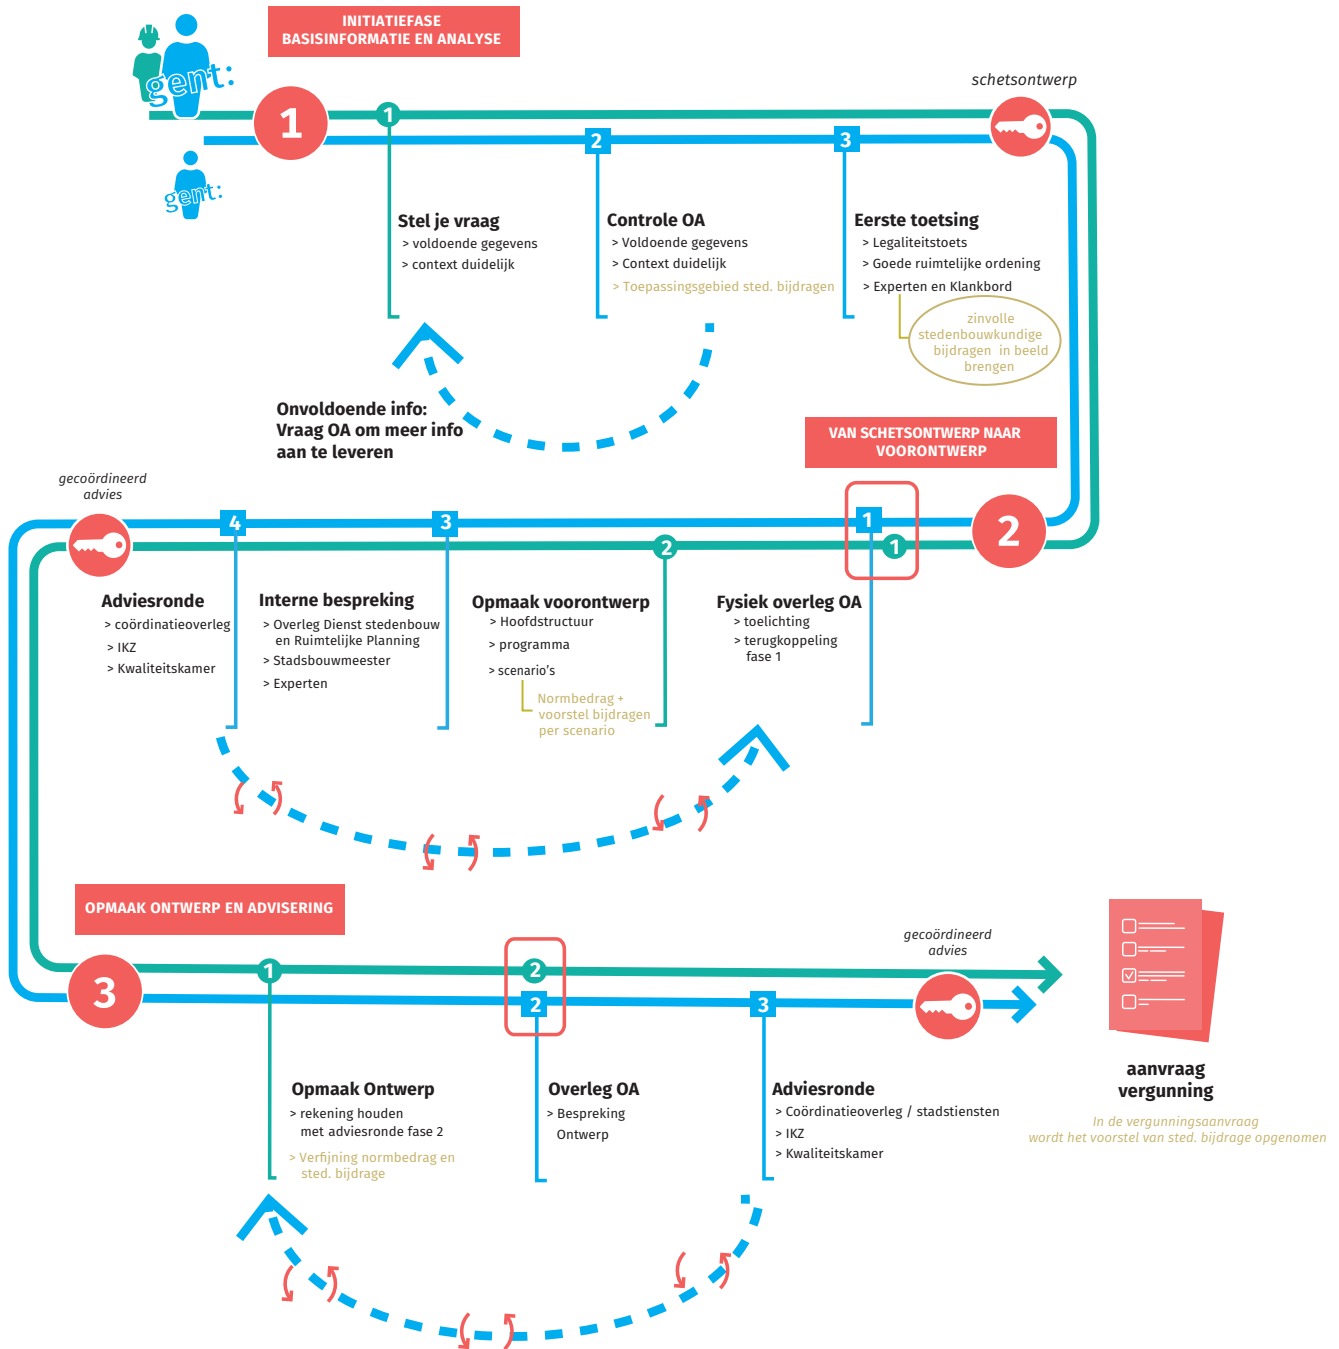 INITIATIEFASE
BASISINFORMATIE EN ANALYSE
gent:
gent:
schetsontwerp
1
1
2
3
Stel je vraag
> voldoende gegevens
> context duidelijk
Controle OA
> Voldoende gegevens
> Context duidelijk
> Toepassingsgebied sted. bijdragen
Eerste toetsing
> Legaliteitstoets
> Goede ruimtelijke ordening
> Experten en Klankbord
zinvolle
stedenbouwkundige
bijdragen in beeld
brengen
Onvoldoende info:
Vraag OA om meer info
aan te leveren
VAN SCHETSONTWERP NAAR
VOORONTWERP
gecoördineerd
advies
4
3
2
1
1
2
Adviesronde
> coördinatieoverleg
> IKZ
> Kwaliteitskamer
Interne bespreking
> Overleg Dienst stedenbouw
en Ruimtelijke Planning
> Stadsbouwmeester
> Experten
Opmaak voorontwerp
> Hoofdstructuur
> programma
> scenario's
Normbedrag +
voorstel bijdragen
per scenario
Fysiek overleg OA
> toelichting
> terugkoppeling
fase 1
OPMAAK ONTWERP EN ADVISERING
gecoördineerd
advies
3
1
2
2
3
Opmaak Ontwerp
> rekening houden
met adviesronde fase 2
> Verfijning normbedrag en
sted. bijdrage
Overleg OA
> Bespreking
Ontwerp
Adviesronde
> Coördinatieoverleg / stadstiensten
> IKZ
> Kwaliteitskamer
aanvraag
vergunning
In de vergunningsaanvraag
wordt het voorstel van sted. bijdrage opgenomen